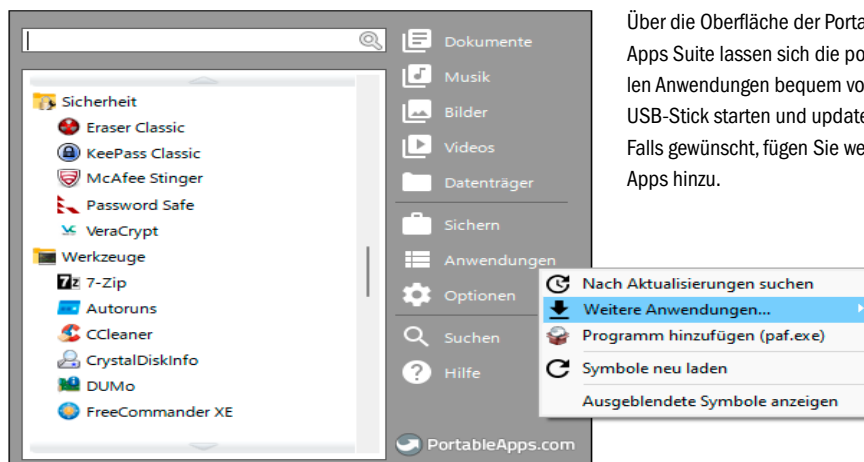 Über die Oberfläche der Porta
Apps Suite lassen sich die po
len Anwendungen bequem vo
USB-Stick starten und update
Falls gewünscht, fügen Sie we
Apps hinzu.
Sicherheit
Eraser Classic
KeePass Classic
McAfee Stinger
Password Safe
VeraCrypt
Werkzeuge
7z 7-Zip
Autoruns
CCleaner
CrystalDiskInfo
DUMo
FreeCommander XE
Dokumente
Musik
Bilder
Videos
Datenträger
Sichern
Anwendungen
Optionen
Suchen
Hilfe
PortableApps.com
Nach Aktualisierungen suchen
Weitere Anwendungen...
Programm hinzufügen (paf.exe)
Symbole neu laden
Ausgeblendete Symbole anzeigen